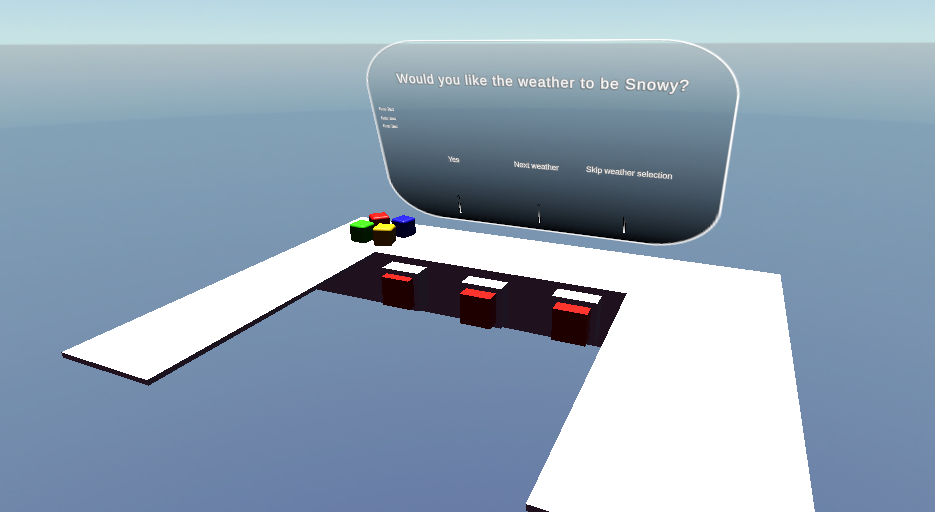 Would you like the weather to be Snowy?
Yes
Next weather
Skip weather selection